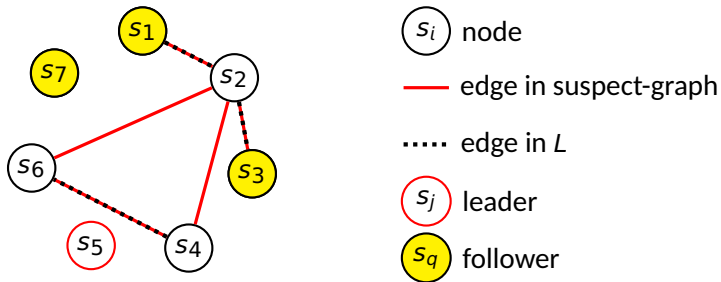 s1
s7
s2
s6
s3
s5
s4
si node
edge in suspect-graph
edge in L
sj leader
sq follower